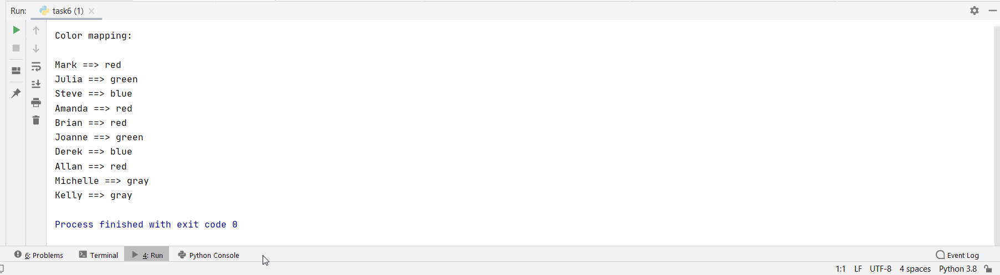 Run: task6 (1)
Color mapping:
Mark ==> red
Julia ==> green
Steve ==> blue
Amanda ==> red
Brian ==> red
Joanne ==> green
Derek ==> blue
Allan ==> red
Michelle ==> gray
Kelly ==> gray
Process finished with exit code 0
6: Problems Terminal 4: Run Python Console Event Log
1:1 LF UTF-8 4 spaces Python 3.8